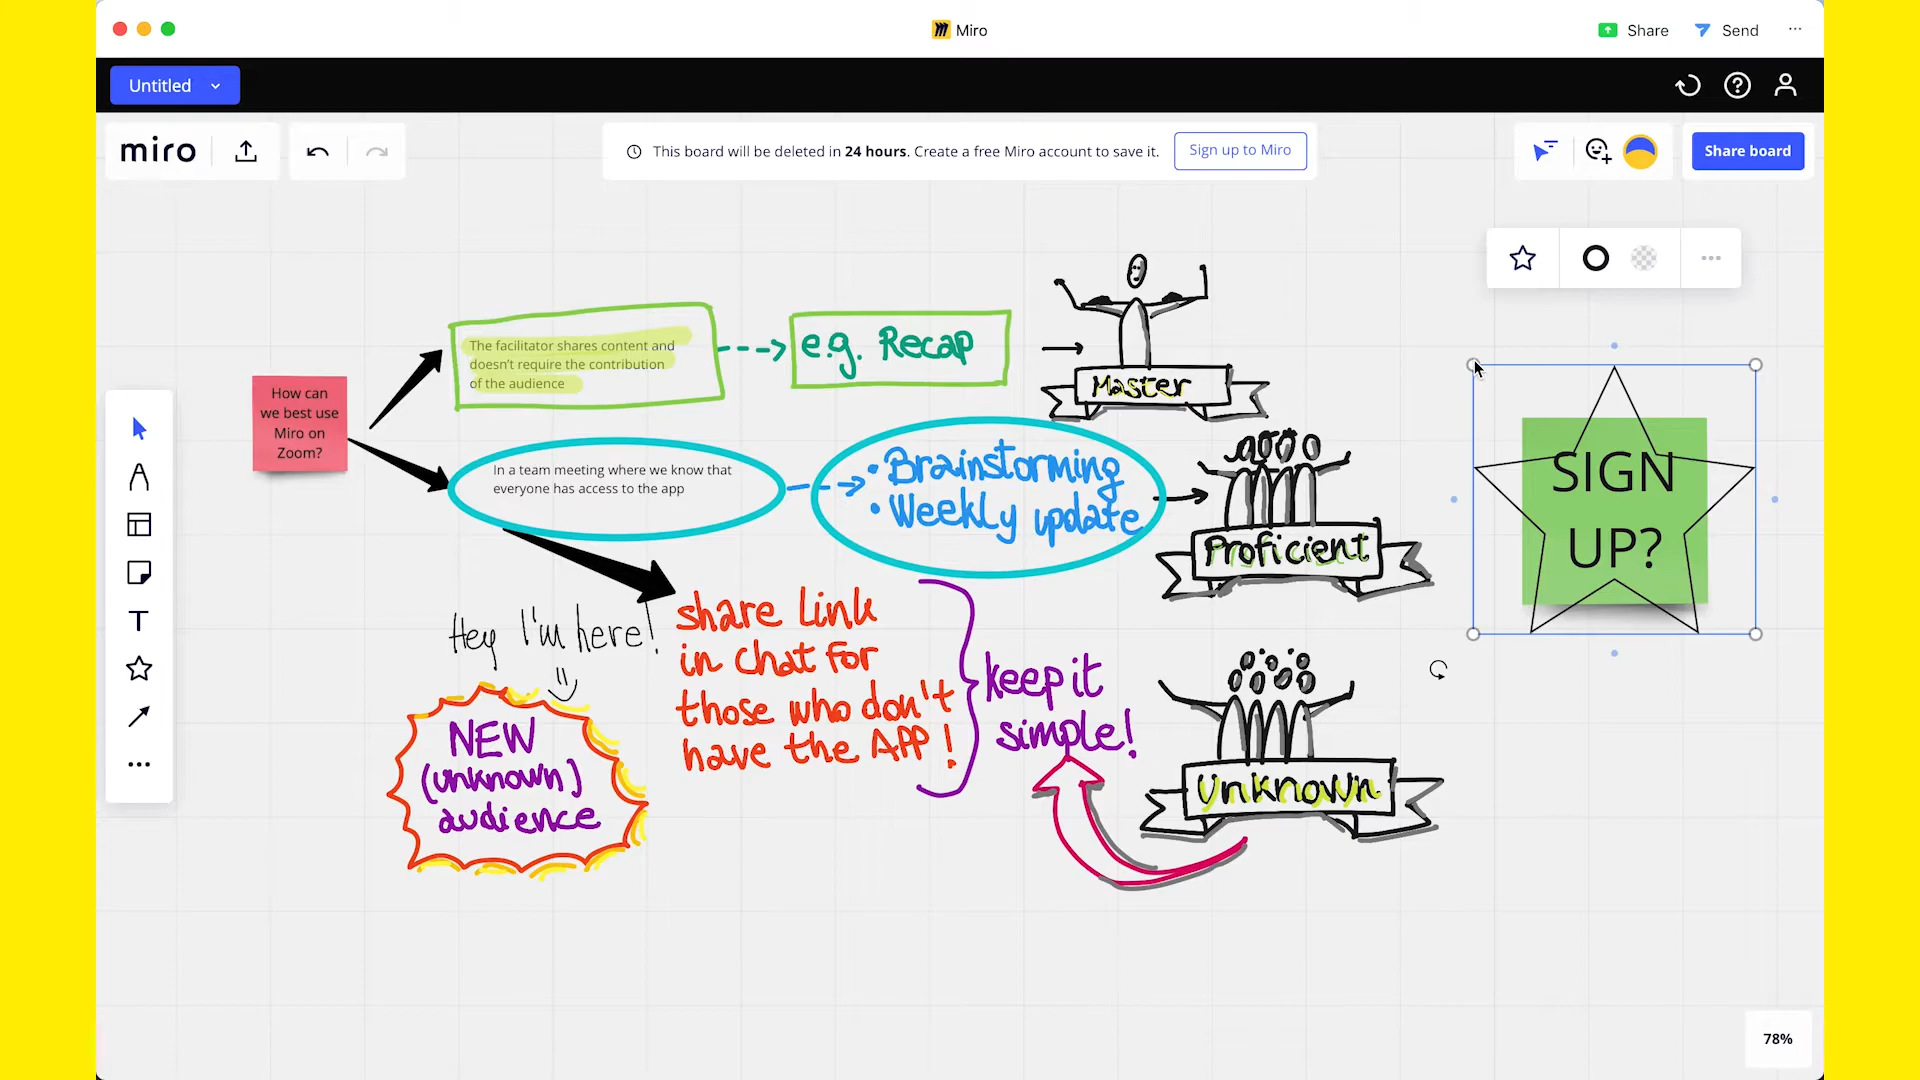 Miro
Share
Send
Untitled
miro
This board will be deleted in 24 hours. Create a free Miro account to save it.
Sign up to Miro
Share board
How can
we best use
Miro on
Zoom?
The facilitator shares content and
doesn't require the contribution
of the audience
e.g. Recap
Master
In a team meeting where we know that
everyone has access to the app
• Brainstorming
• Weekly update
Proficient
SIGN
UP?
Hey I'm here!
share link
in chat for
those who don't
have the APP!
keep it
simple!
NEW
(unknown)
audience
Unknown
78%